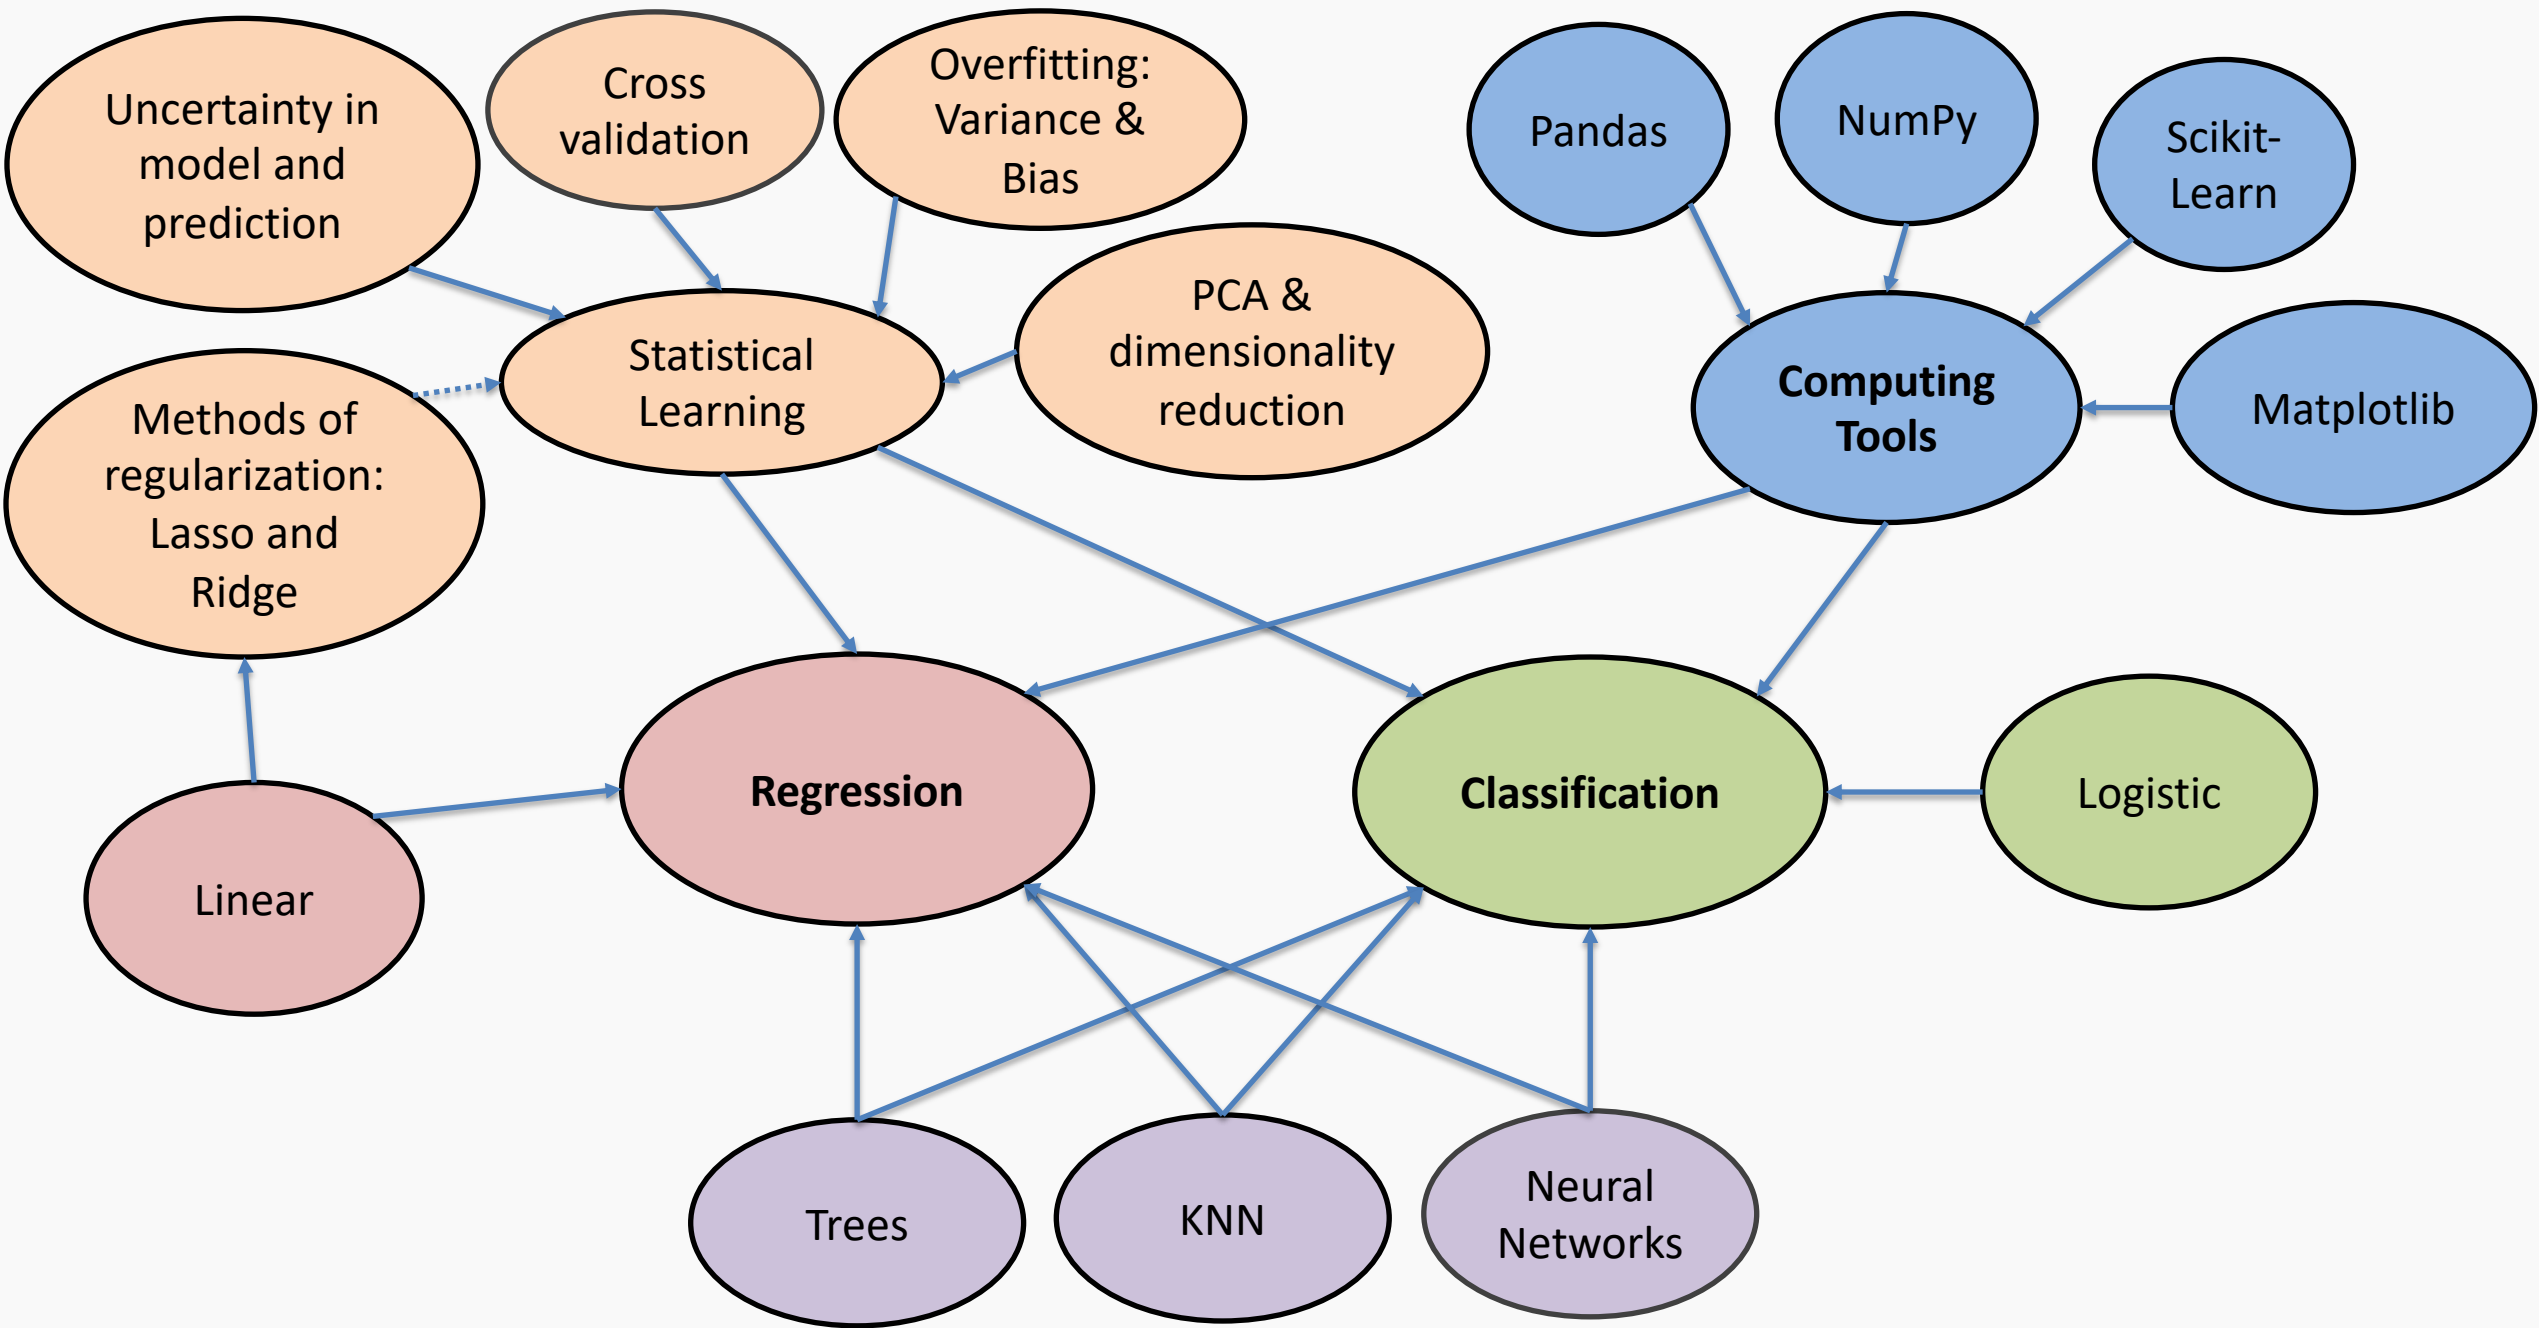 Uncertainty in
model and
prediction
Cross
validation
Overfitting:
Variance &
Bias
Pandas
NumPy
Scikit-
Learn
PCA &
dimensionality
reduction
Statistical
Learning
Computing
Tools
Matplotlib
Methods of
regularization:
Lasso and
Ridge
Regression
Classification
Logistic
Linear
Trees
KNN
Neural
Networks